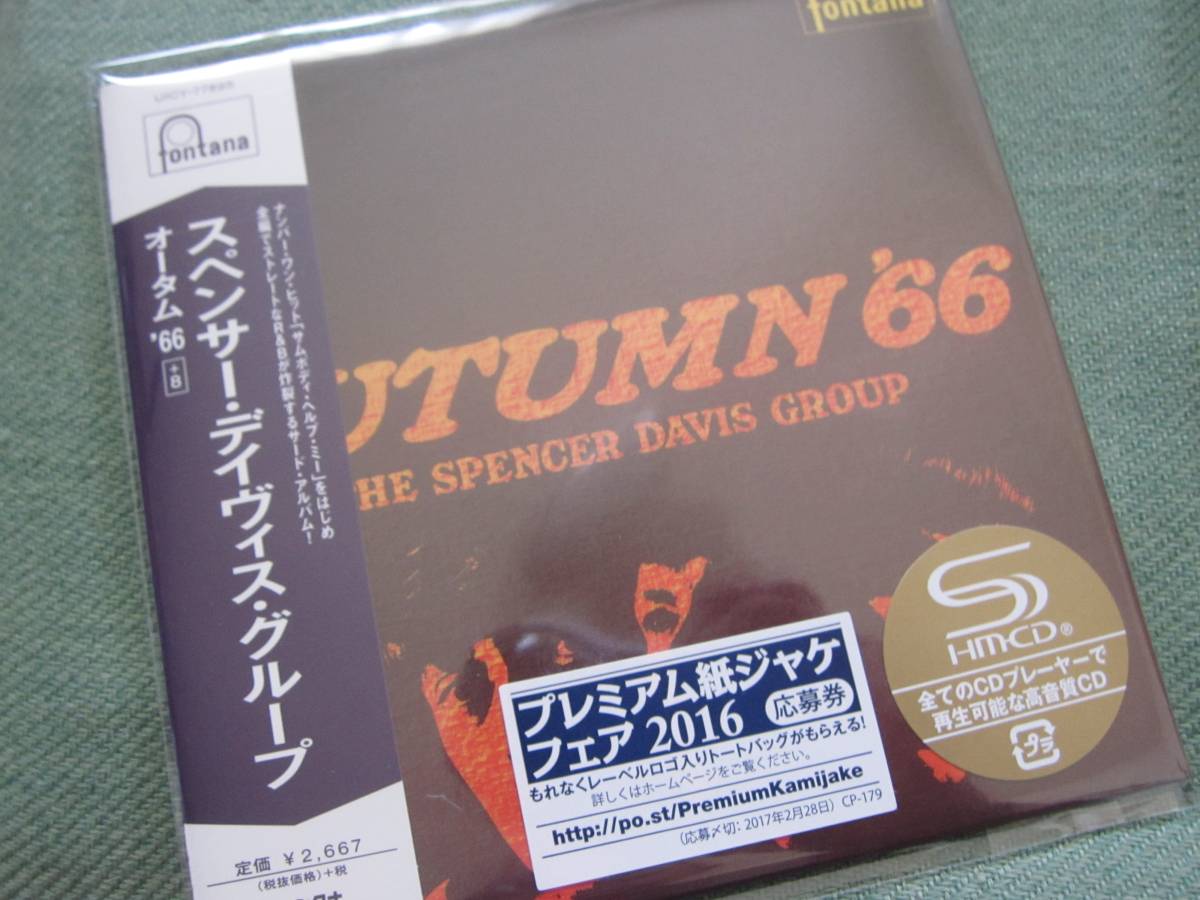 fontana
fontana
スペンサー・デイヴィス・グループ
オータム '66 +8
ナンバー・ワン・ヒット「サムボディ・ヘルプ・ミー」をはじめ
全編でストレートなR&Bが炸裂するサード・アルバム!
定価 ¥2,667
(税抜価格)+税
UTUMN '66
HE SPENCER DAVIS GROUP
プレミアム紙ジャケ
フェア 2016 応募券
もれなくレーベルロゴ入りトートバッグがもらえる!
詳しくはホームページをご覧ください。
http://po.st/PremiumKamijake
(応募〆切: 2017年2月28日) CP-179
HM-CD®
全てのCDプレーヤーで
再生可能な高音質CD
プラ